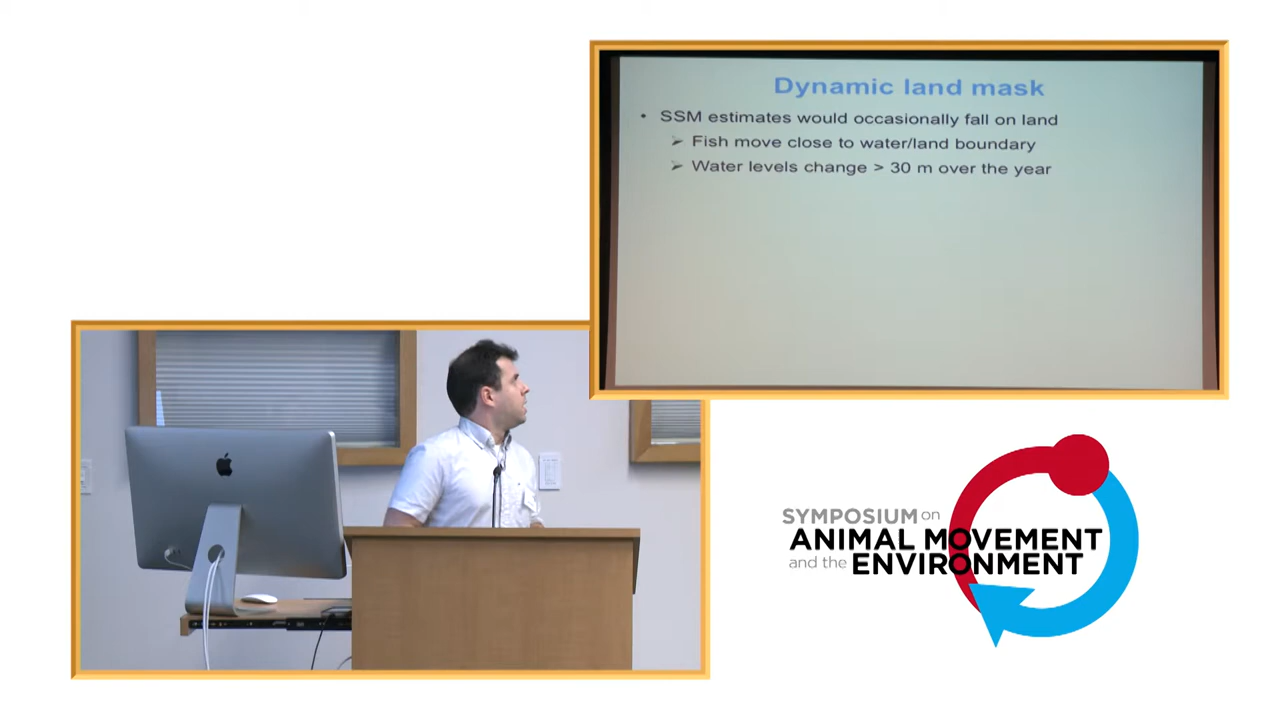 Dynamic land mask
• SSM estimates would occasionally fall on land
➢ Fish move close to water/land boundary
➢ Water levels change > 30 m over the year
SYMPOSIUM on
ANIMAL MOVEMENT
and the ENVIRONMENT